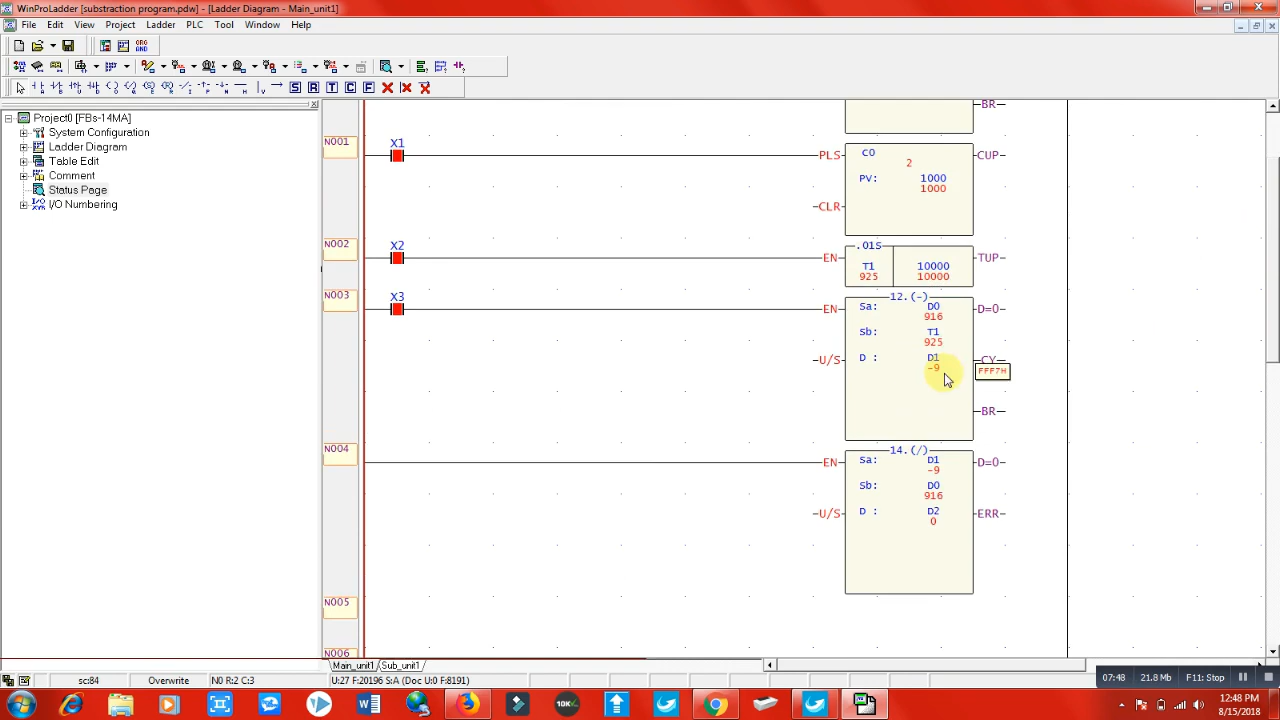 WinProLadder [substraction program.pdw] - [Ladder Diagram - Main_unit1]
File Edit View Project Ladder PLC Tool Window Help
S R T C F
Project0 [FBs-14MA]
System Configuration
Ladder Diagram
Table Edit
Comment
Status Page
I/O Numbering
BR
N001 X1 PLS C0 CUP
2
PV: 1000
1000
CLR
N002 X2 EN .01S TUP
T1 10000
925 10000
N003 X3 EN 12.(-) D=0
Sa: D0
916
Sb: T1
925
U/S D : D1 CY
-9 FFF7H
BR
N004 EN 14.(/) D=0
Sa: D1
-9
Sb: D0
916
U/S D : D2 ERR
0
N005
N006
Main_unit1 Sub_unit1
sc:84 Overwrite N0 R:2 C:3 U:27 F:20196 S:A (Doc U:0 F:8191)
07:48 21.8 Mb F11: Stop
10K
12:48 PM
8/15/2018